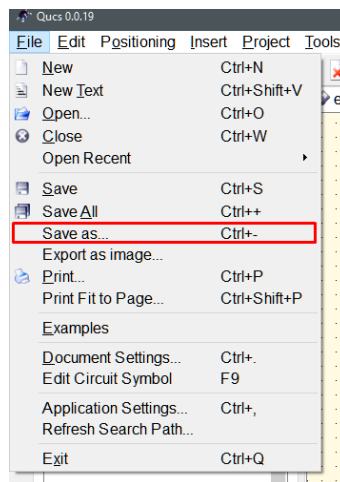 Qucs 0.0.19
File Edit Positioning Insert Project Tools
New Ctrl+N
New Text Ctrl+Shift+V
Open... Ctrl+O
Close Ctrl+W
Open Recent
Save Ctrl+S
Save All Ctrl++
Save as... Ctrl+-
Export as image...
Print... Ctrl+P
Print Fit to Page... Ctrl+Shift+P
Examples
Document Settings... Ctrl+.
Edit Circuit Symbol F9
Application Settings... Ctrl+,
Refresh Search Path...
Exit Ctrl+Q